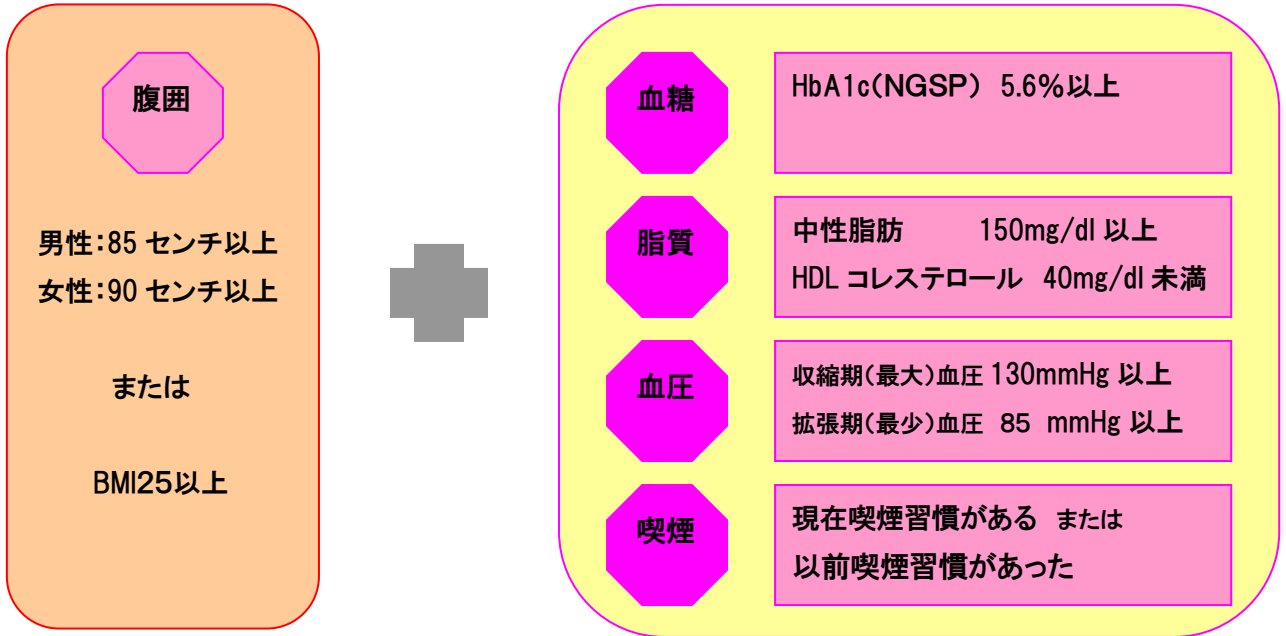 腹囲
男性：85 センチ以上
女性：90 センチ以上
または
BMI25以上
血糖
HbA1c(NGSP) 5.6%以上
脂質
中性脂肪 150mg/dl 以上
HDL コレステロール 40mg/dl 未満
血圧
収縮期(最大)血圧 130mmHg 以上
拡張期(最少)血圧 85 mmHg 以上
喫煙
現在喫煙習慣がある または
以前喫煙習慣があった